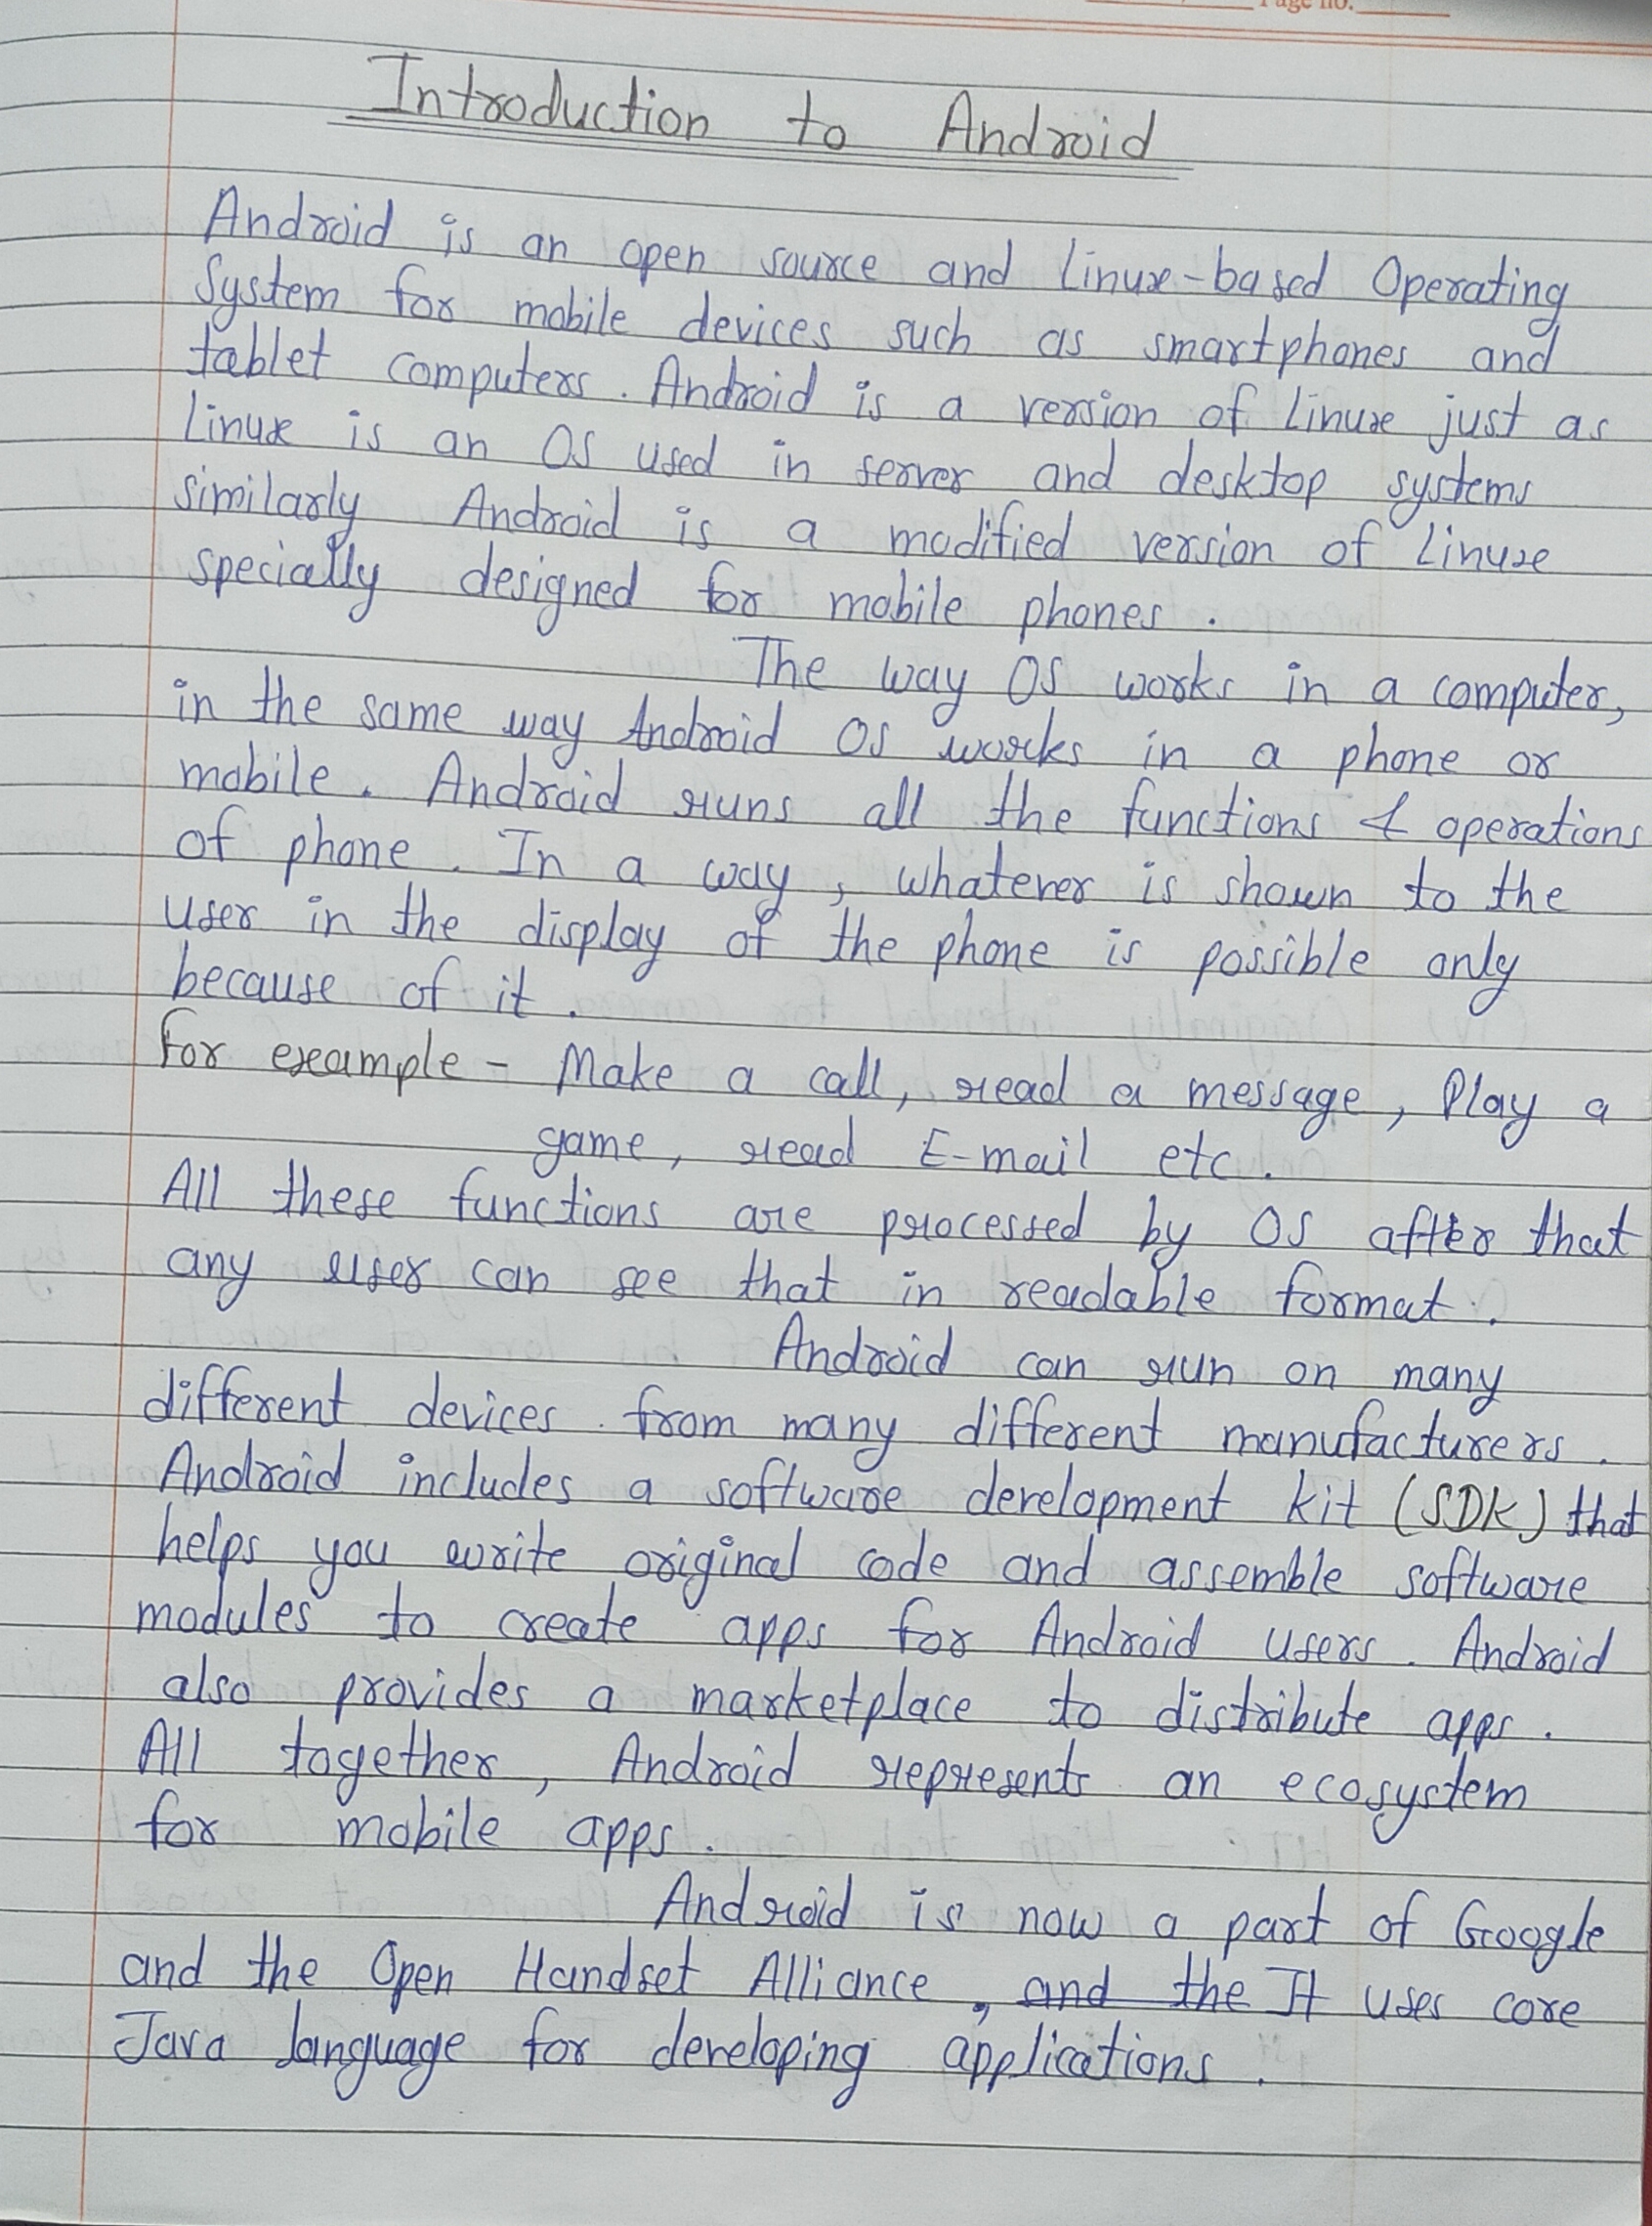 Page no.
Introduction to Android
Android is an open source and Linux-based Operating
System for mobile devices such as smartphones and
tablet computers. Android is a version of Linux just as
Linux is an OS used in server and desktop systems
similarly Android is a modified version of Linux
specially designed for mobile phones.
The way OS works in a computer,
in the same way Android OS works in a phone or
mobile. Android runs all the functions & operations
of phone. In a way, whatever is shown to the
user in the display of the phone is possible only
because of it.
For example - Make a call, read a message, Play a
game, read E-mail etc.
All these functions are processed by OS after that
any user can see that in readable format.
Android can run on many
different devices from many different manufacturers.
Android includes a software development kit (SDK) that
helps you write original code and assemble software
modules to create apps for Android users. Android
also provides a marketplace to distribute apps.
All together, Android represents an ecosystem
for mobile apps.
Android is now a part of Google
and the Open Handset Alliance, and the It uses core
Java language for developing applications.